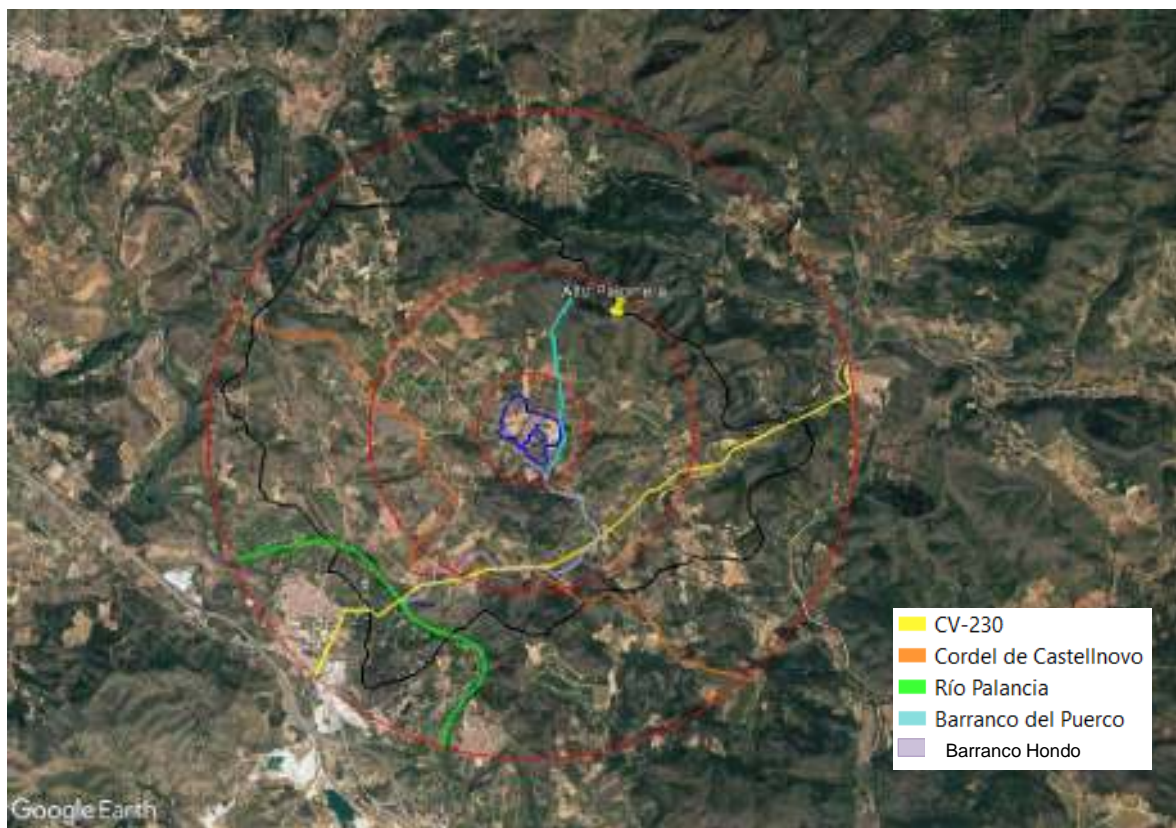 CV-230
Cordel de Castellnovo
Río Palancia
Barranco del Puerco
Barranco Hondo
Google Earth